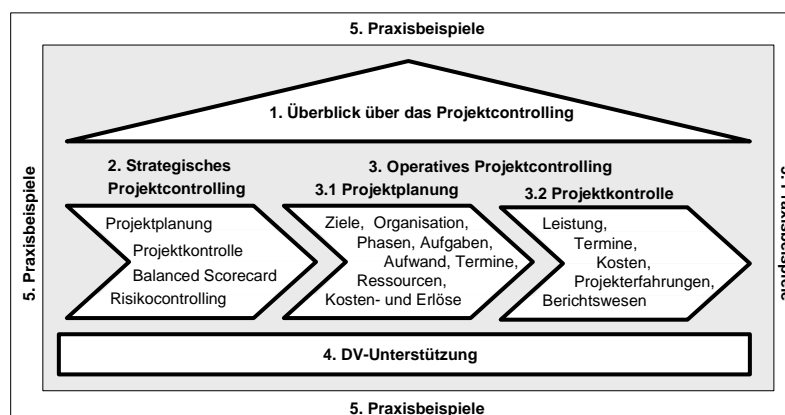 5. Praxisbeispiele
1. Überblick über das Projektcontrolling
2. Strategisches
Projektcontrolling
3. Operatives Projektcontrolling
3.1 Projektplanung
3.2 Projektkontrolle
Projektplanung
Projektkontrolle
Balanced Scorecard
Risikocontrolling
Ziele, Organisation,
Phasen, Aufgaben,
Aufwand, Termine,
Ressourcen,
Kosten- und Erlöse
Leistung,
Termine,
Kosten,
Projekterfahrungen,
Berichtswesen
4. DV-Unterstützung
5. Praxisbeispiele
5. Praxisbeispiele
5. Praxisbeispiele